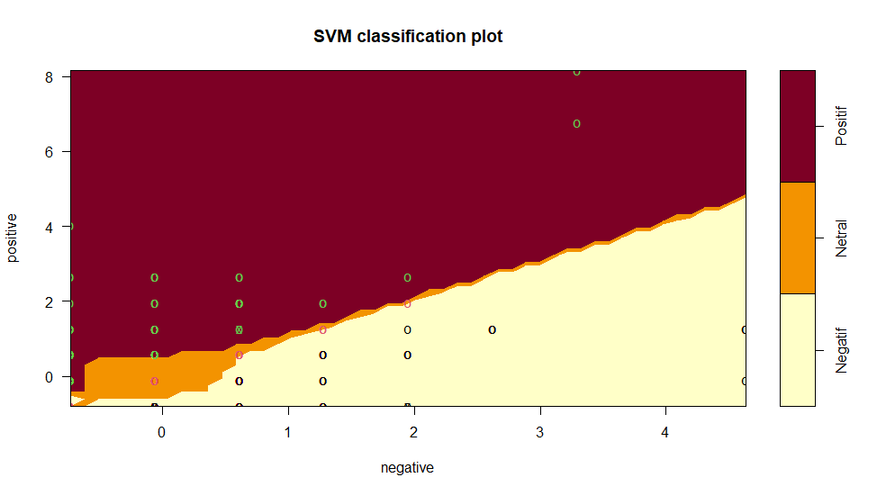 SVM classification plot
8
6
4
2
0
positive
0 1 2 3 4
negative
Positif
Netral
Negatif